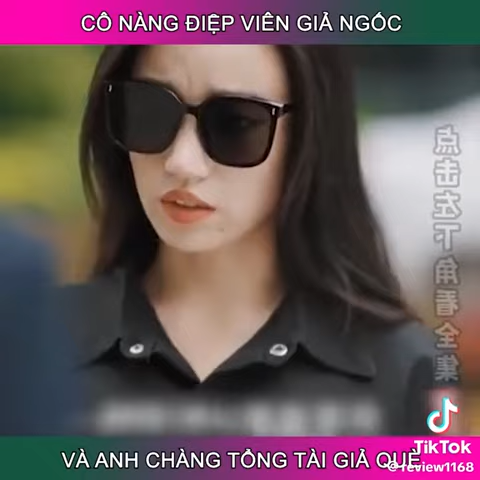 CÔ NÀNG ĐIỆP VIÊN GIẢ NGỐC
点击左下角看全集
VÀ ANH CHÀNG TỔNG TÀI GIẢ QUÈ
TikTok
@review1168